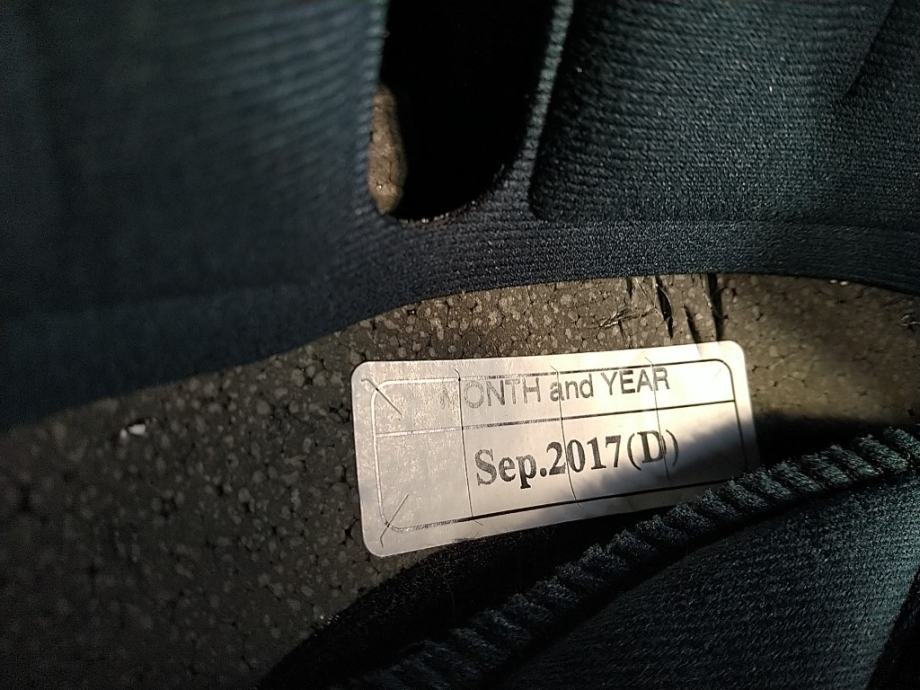 MONTH and YEAR
Sep.2017(D)